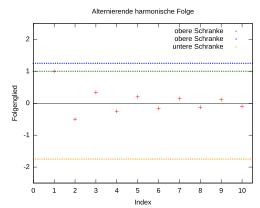 Alternierende harmonische Folge
obere Schranke
obere Schranke
untere Schranke
Folgenglied
2
1
0
-1
-2
0 1 2 3 4 5 6 7 8 9 10
Index